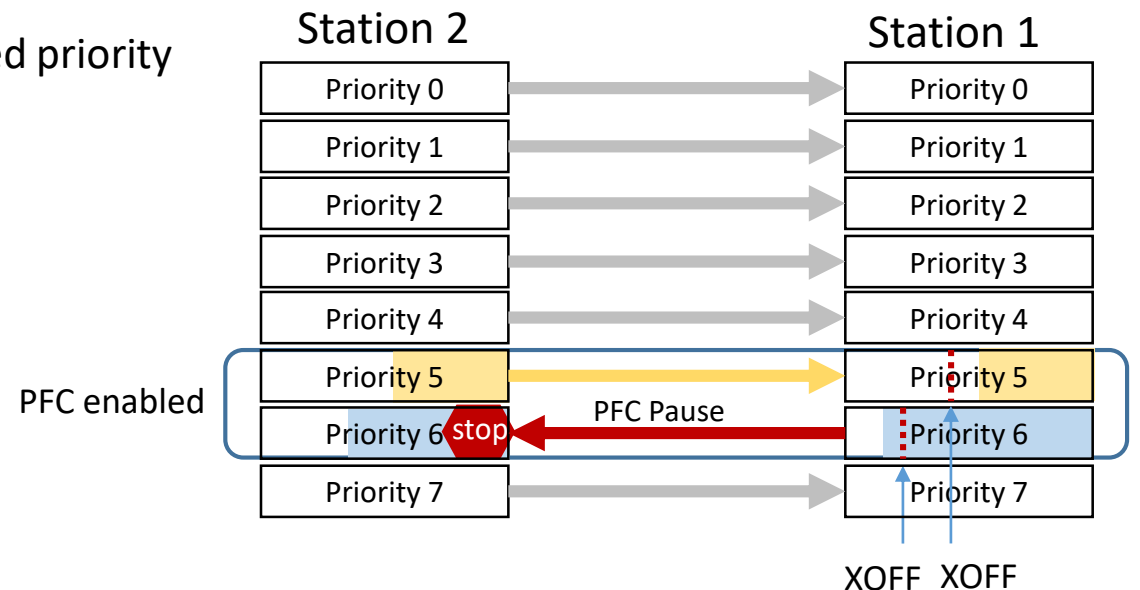 ed priority
Station 2
Station 1
Priority 0
Priority 0
Priority 1
Priority 1
Priority 2
Priority 2
Priority 3
Priority 3
Priority 4
Priority 4
PFC enabled
Priority 5
Priority 5
Priority 6
stop
PFC Pause
Priority 6
Priority 7
Priority 7
XOFF
XOFF